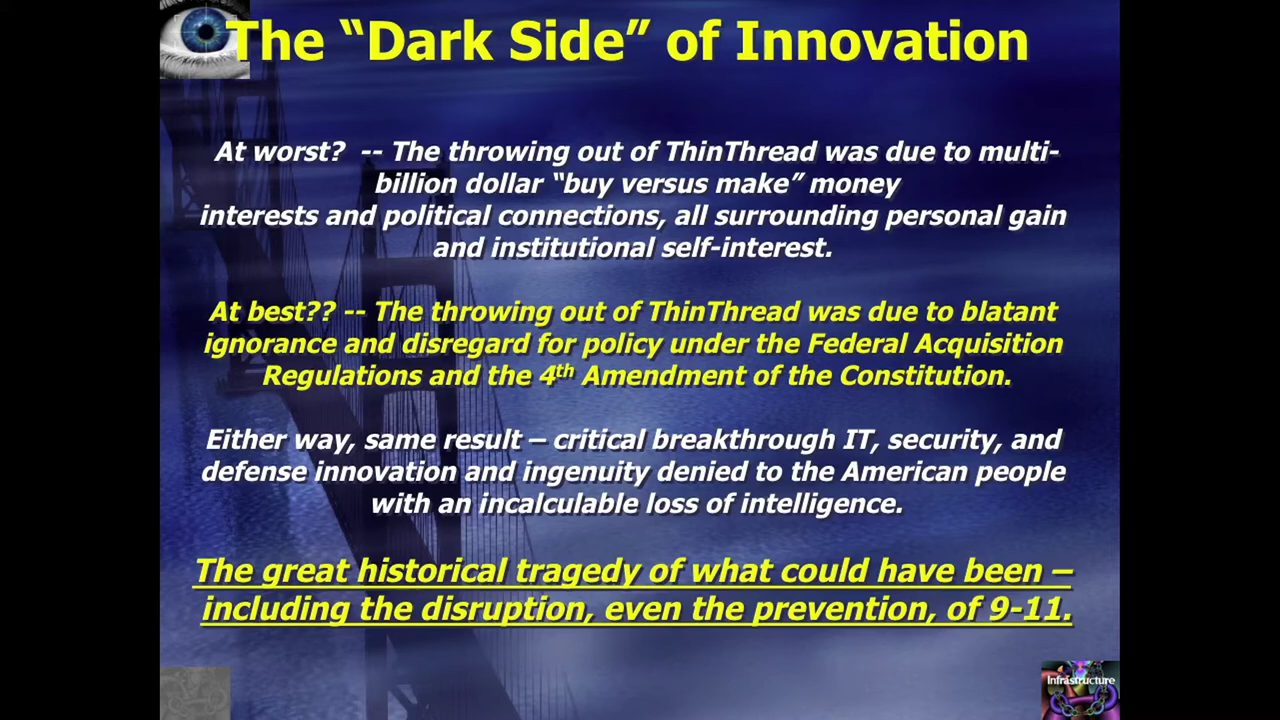 The “Dark Side” of Innovation
At worst?  -- The throwing out of ThinThread was due to multi-
billion dollar “buy versus make” money
interests and political connections, all surrounding personal gain
and institutional self-interest.
At best?? -- The throwing out of ThinThread was due to blatant
ignorance and disregard for policy under the Federal Acquisition
Regulations and the 4th Amendment of the Constitution.
Either way, same result – critical breakthrough IT, security, and
defense innovation and ingenuity denied to the American people
with an incalculable loss of intelligence.
The great historical tragedy of what could have been –
including the disruption, even the prevention, of 9-11.
Infrastructure